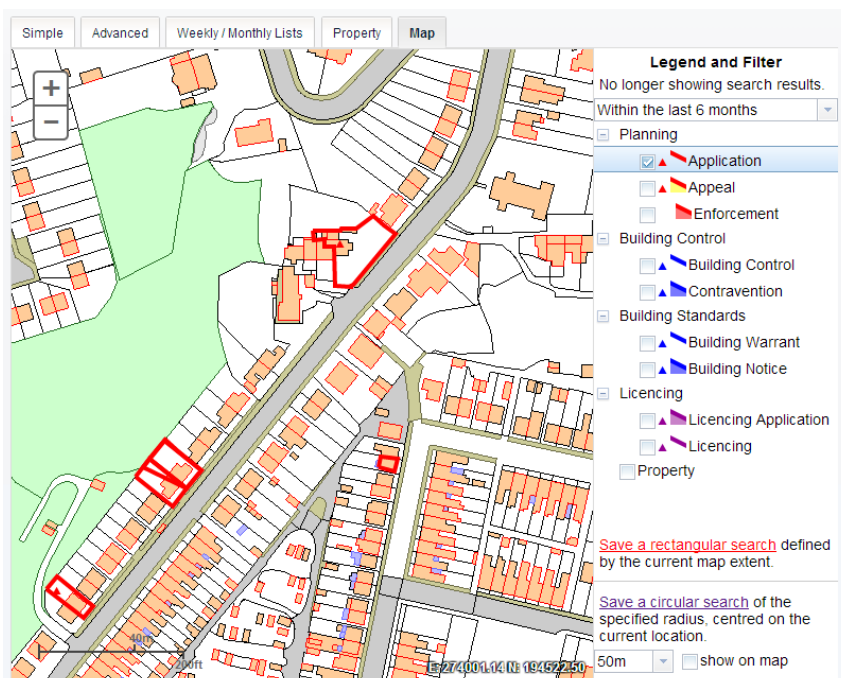 Simple
Advanced
Weekly / Monthly Lists
Property
Map
+
−
40m
200ft
E: 274001.14 N: 194522.50
Legend and Filter
No longer showing search results.
Within the last 6 months
Planning
Application
Appeal
Enforcement
Building Control
Building Control
Contravention
Building Standards
Building Warrant
Building Notice
Licencing
Licencing Application
Licencing
Property
Save a rectangular search defined
by the current map extent.
Save a circular search of the
specified radius, centred on the
current location.
50m
show on map